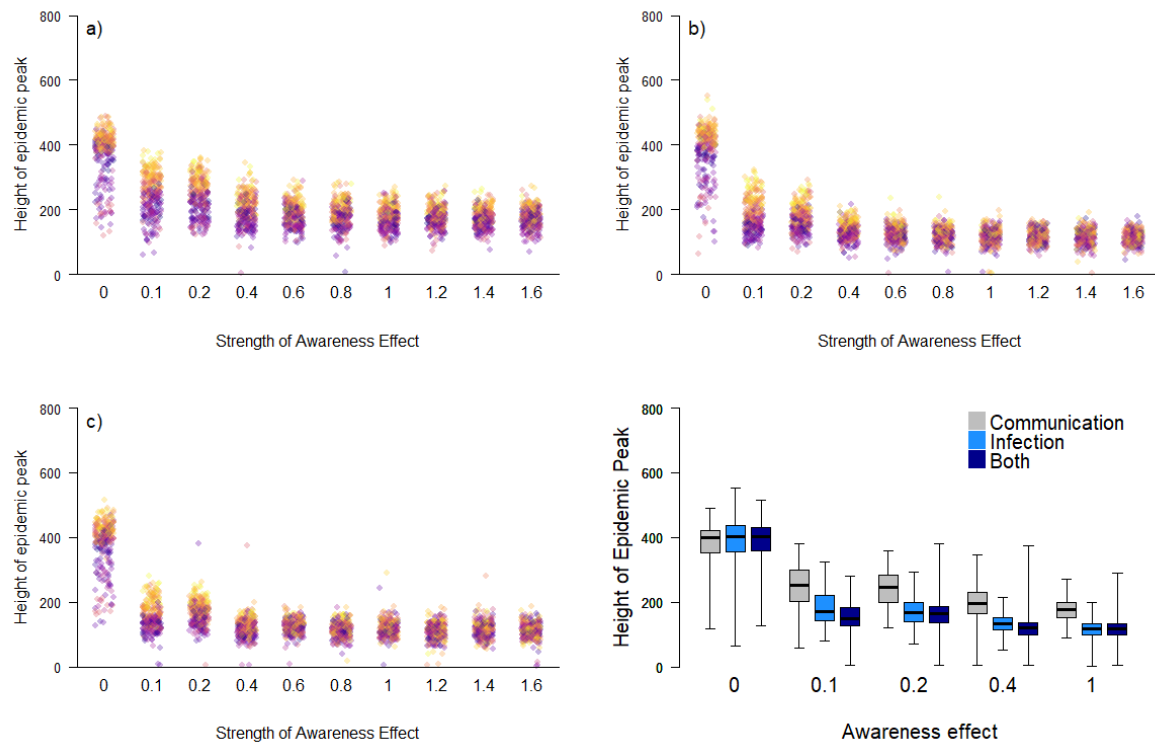 a)
Height of epidemic peak
800
600
400
200
0
0 0.1 0.2 0.4 0.6 0.8 1 1.2 1.4 1.6
Strength of Awareness Effect
b)
Height of epidemic peak
800
600
400
200
0
0 0.1 0.2 0.4 0.6 0.8 1 1.2 1.4 1.6
Strength of Awareness Effect
c)
Height of epidemic peak
800
600
400
200
0
0 0.1 0.2 0.4 0.6 0.8 1 1.2 1.4 1.6
Strength of Awareness Effect
Height of Epidemic Peak
800
600
400
200
0
Communication
Infection
Both
0 0.1 0.2 0.4 1
Awareness effect